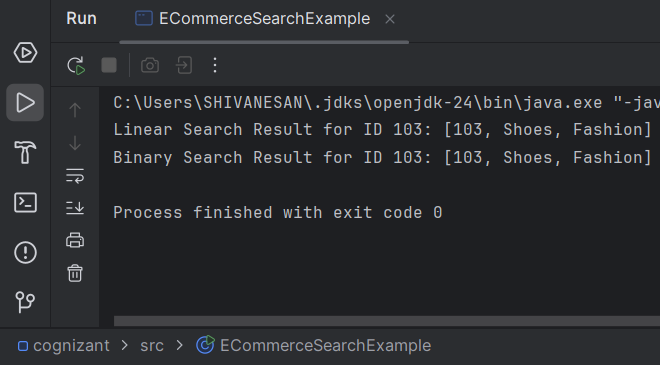 Run ECommerceSearchExample
C:\Users\SHIVANESAN\.jdks\openjdk-24\bin\java.exe "-jav
Linear Search Result for ID 103: [103, Shoes, Fashion]
Binary Search Result for ID 103: [103, Shoes, Fashion]
Process finished with exit code 0
cognizant > src > ECommerceSearchExample